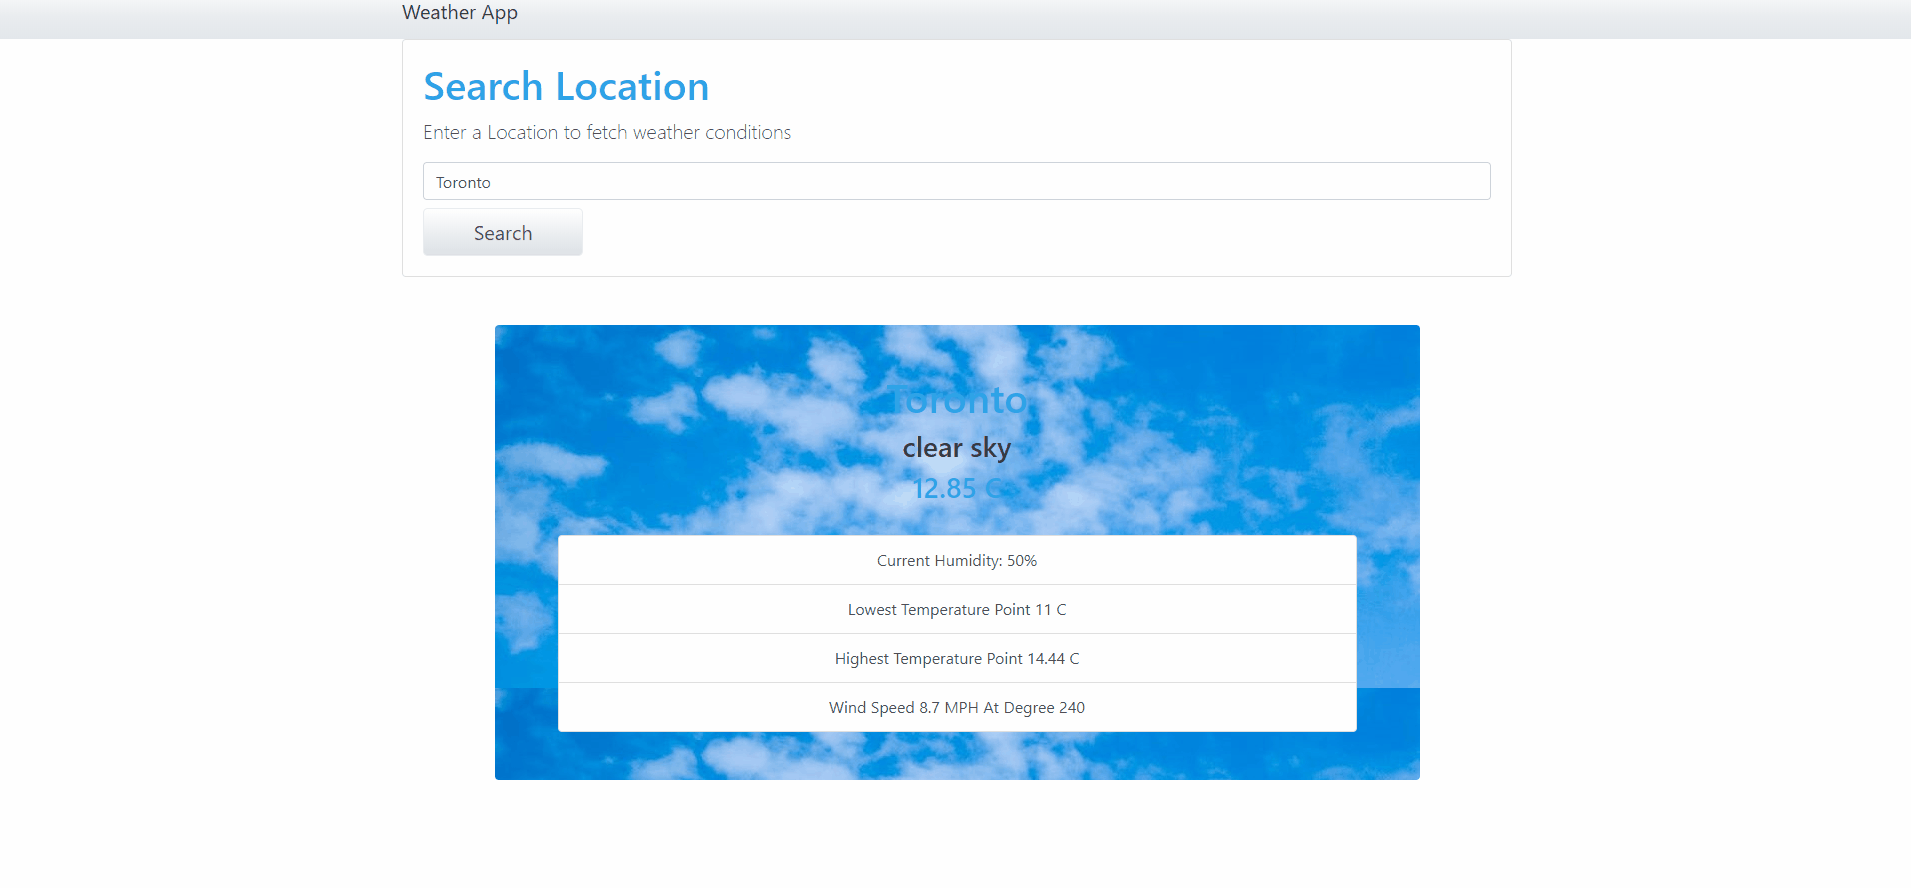 Weather App
Search Location
Enter a Location to fetch weather conditions
Toronto
Search
Toronto
clear sky
12.85 C
Current Humidity: 50%
Lowest Temperature Point 11 C
Highest Temperature Point 14.44 C
Wind Speed 8.7 MPH At Degree 240